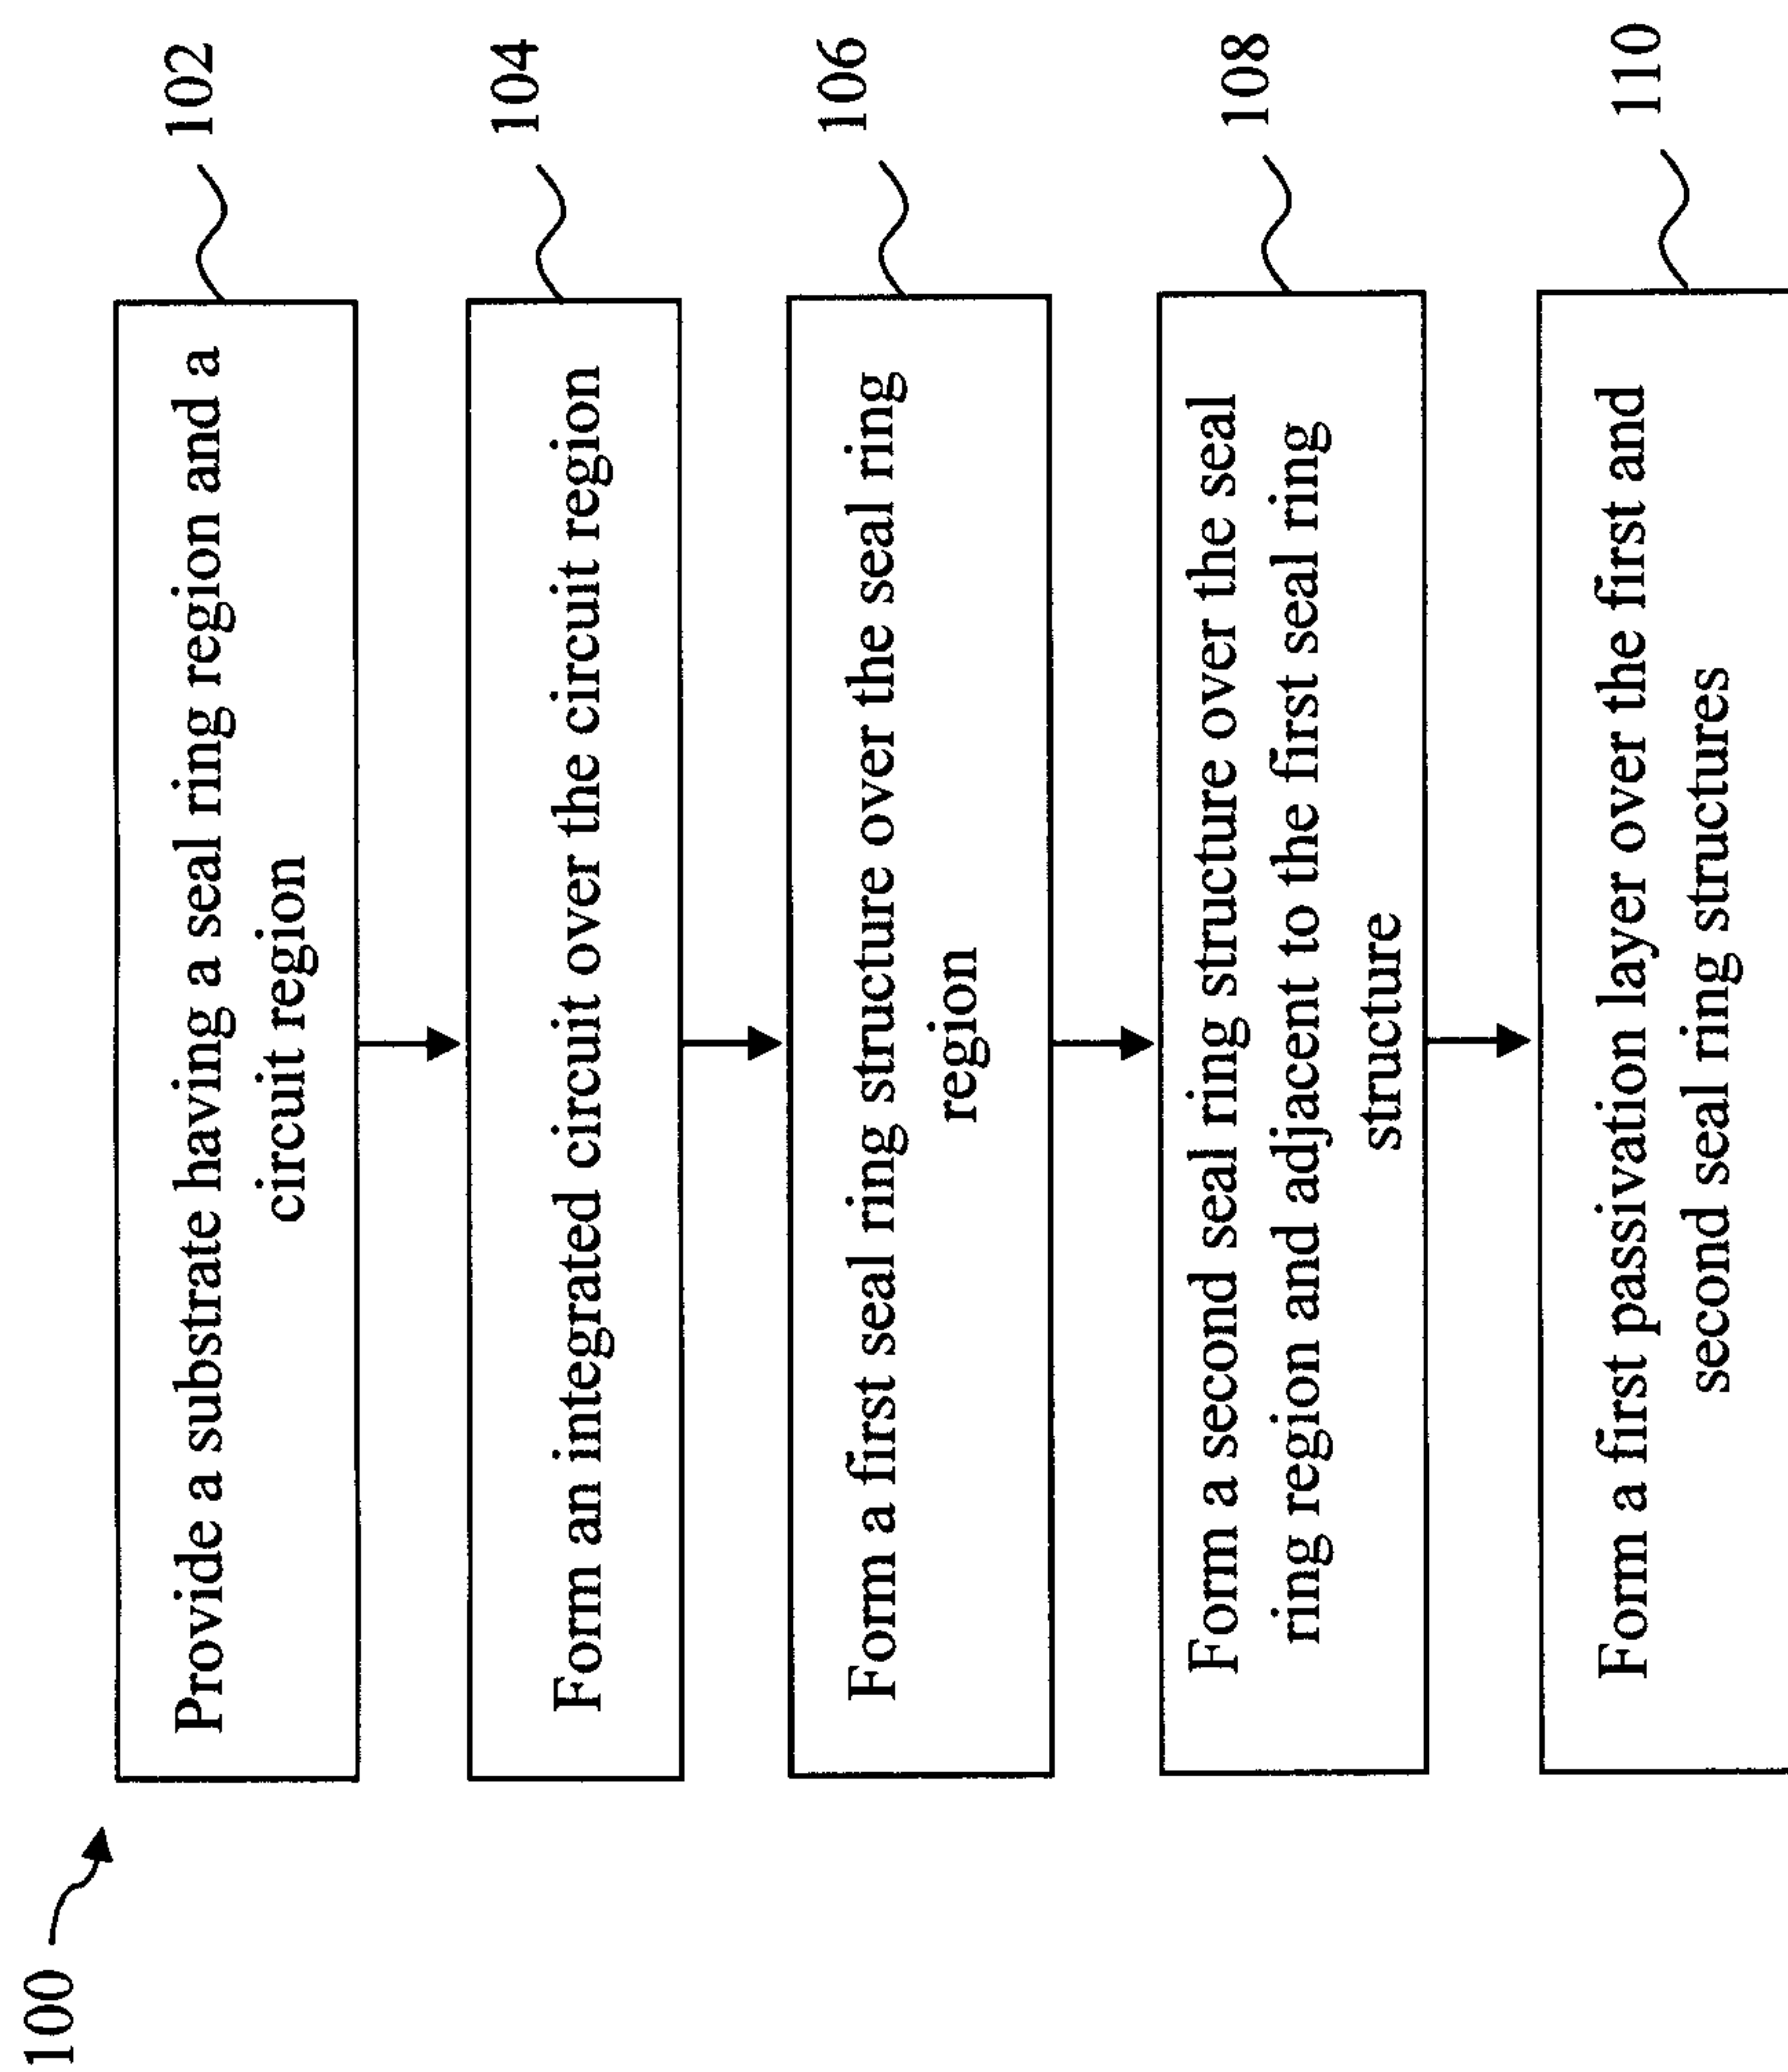 100
Provide a substrate having a seal ring region and a
circuit region
102
Form an integrated circuit over the circuit region
104
Form a first seal ring structure over the seal ring
region
106
Form a second seal ring structure over the seal
ring region and adjacent to the first seal ring
structure
108
Form a first passivation layer over the first and
second seal ring structures
110